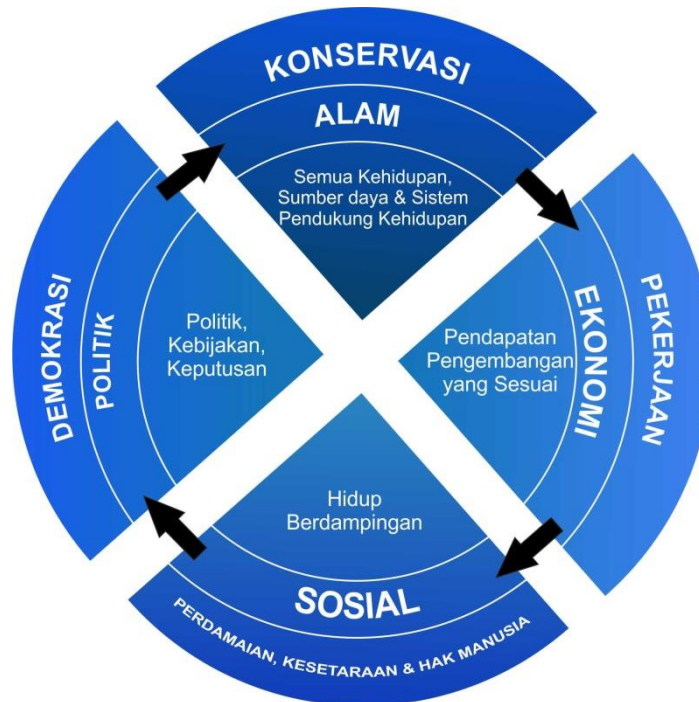 KONSERVASI
ALAM
Semua Kehidupan,
Sumber daya & Sistem
Pendukung Kehidupan
PEKERJAAN
EKONOMI
Pendapatan
Pengembangan
yang Sesuai
Hidup
Berdampingan
SOSIAL
PERDAMAIAN, KESETARAAN & HAK MANUSIA
DEMOKRASI
POLITIK
Politik,
Kebijakan,
Keputusan